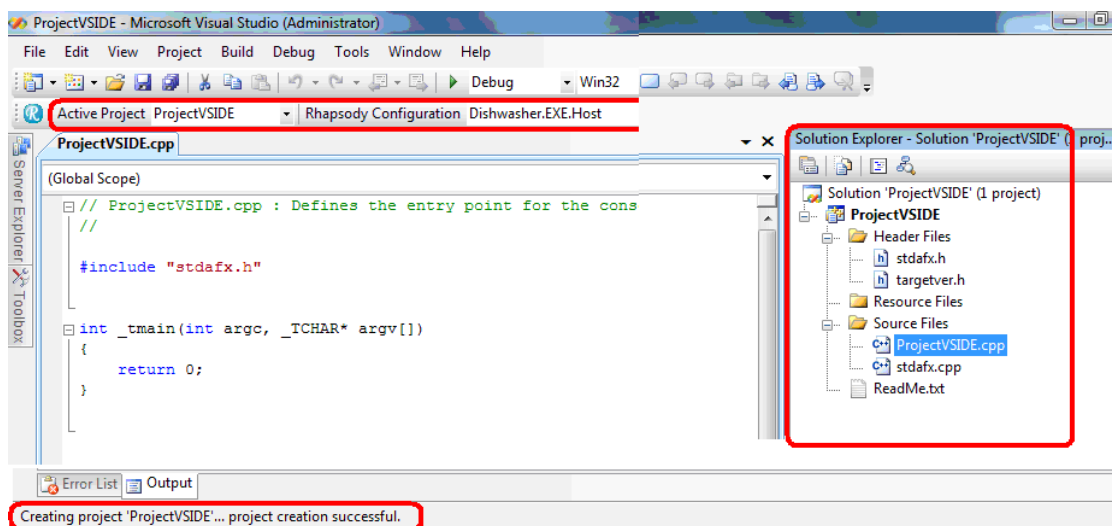 ProjectVSIDE - Microsoft Visual Studio (Administrator)
File Edit View Project Build Debug Tools Window Help
Debug Win32
Active Project ProjectVSIDE Rhapsody Configuration Dishwasher.EXE.Host
Server Explorer
Toolbox
ProjectVSIDE.cpp
(Global Scope)
// ProjectVSIDE.cpp : Defines the entry point for the cons
//
#include "stdafx.h"
int _tmain(int argc, _TCHAR* argv[])
{
return 0;
}
Solution Explorer - Solution 'ProjectVSIDE' ( proj...
Solution 'ProjectVSIDE' (1 project)
ProjectVSIDE
Header Files
stdafx.h
targetver.h
Resource Files
Source Files
ProjectVSIDE.cpp
stdafx.cpp
ReadMe.txt
Error List Output
Creating project 'ProjectVSIDE'... project creation successful.